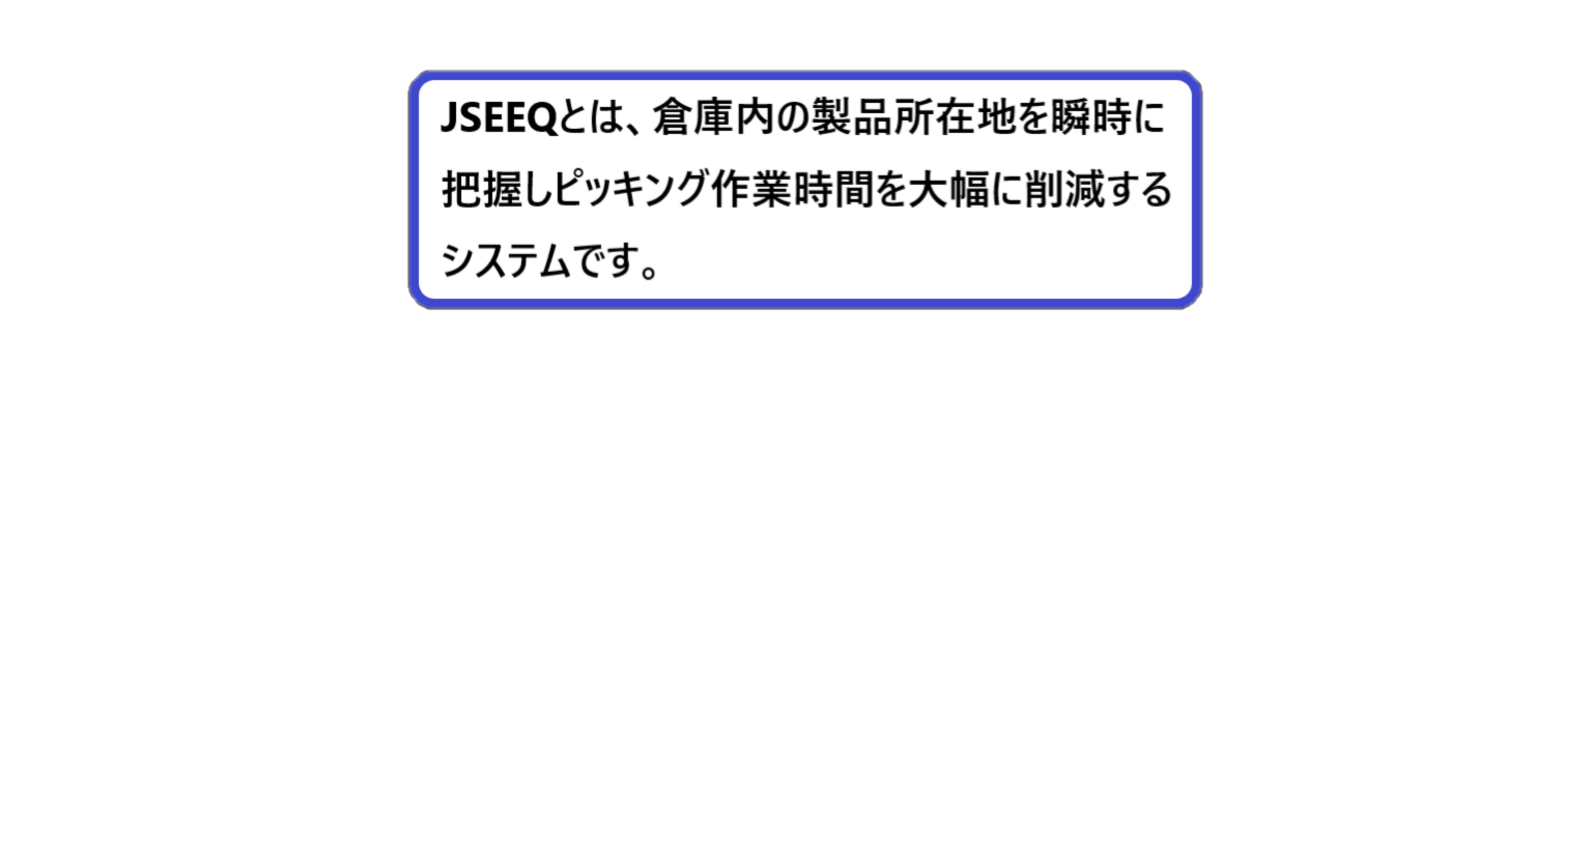 JSEEQとは、倉庫内の製品所在地を瞬時に
把握しピッキング作業時間を大幅に削減する
システムです。